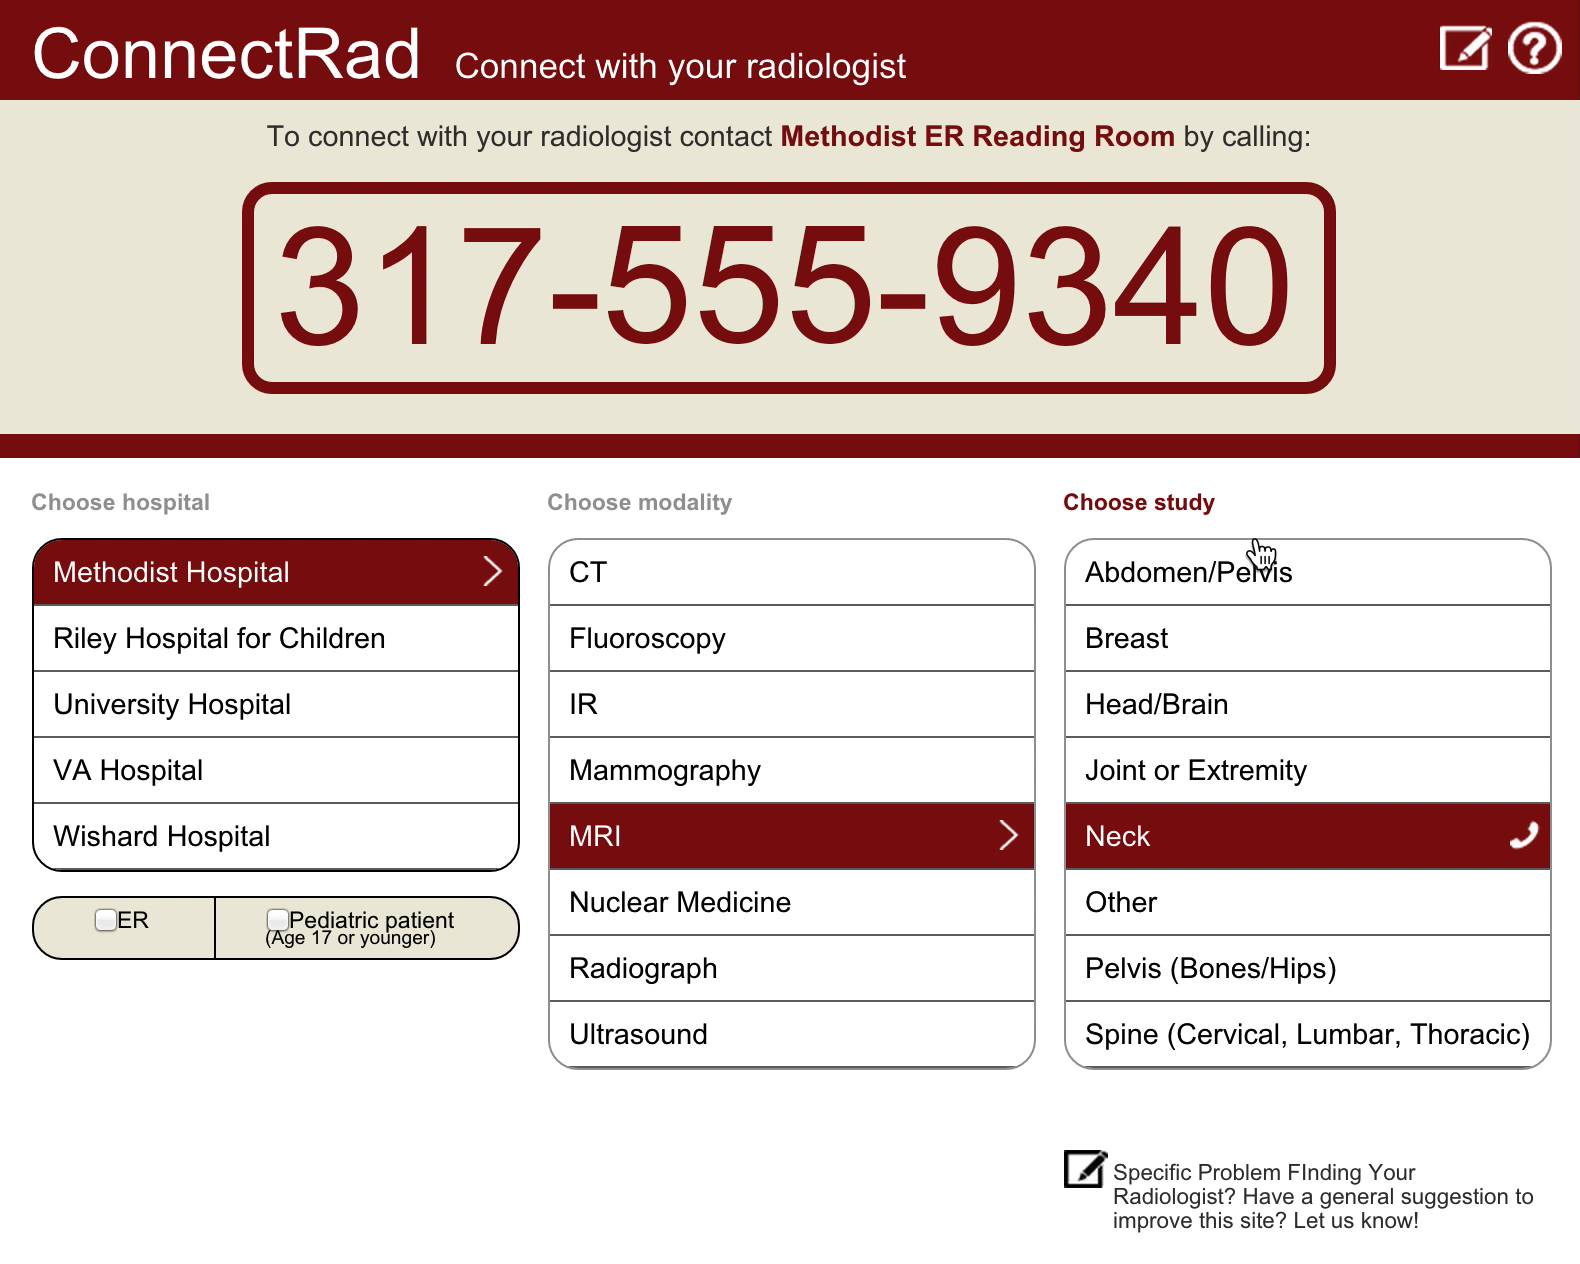 ConnectRad Connect with your radiologist
To connect with your radiologist contact Methodist ER Reading Room by calling:
317-555-9340
Choose hospital
Methodist Hospital
Riley Hospital for Children
University Hospital
VA Hospital
Wishard Hospital
ER
Pediatric patient
(Age 17 or younger)
Choose modality
CT
Fluoroscopy
IR
Mammography
MRI
Nuclear Medicine
Radiograph
Ultrasound
Choose study
Abdomen/Pelvis
Breast
Head/Brain
Joint or Extremity
Neck
Other
Pelvis (Bones/Hips)
Spine (Cervical, Lumbar, Thoracic)
Specific Problem FInding Your
Radiologist? Have a general suggestion to
improve this site? Let us know!